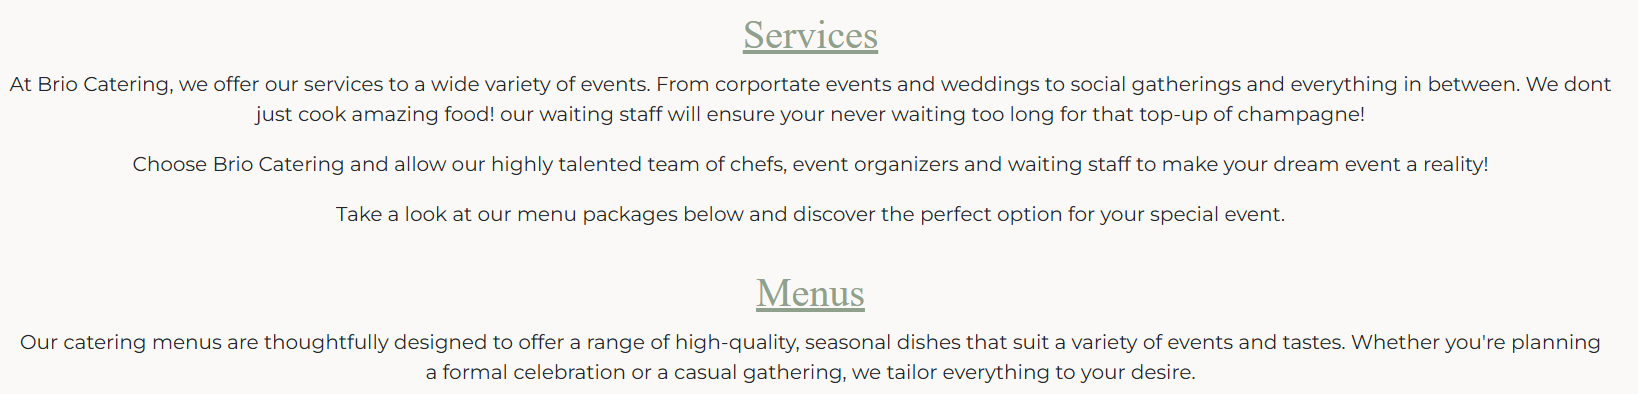 Services
At Brio Catering, we offer our services to a wide variety of events. From corportate events and weddings to social gatherings and everything in between. We dont
just cook amazing food! our waiting staff will ensure your never waiting too long for that top-up of champagne!
Choose Brio Catering and allow our highly talented team of chefs, event organizers and waiting staff to make your dream event a reality!
Take a look at our menu packages below and discover the perfect option for your special event.
Menus
Our catering menus are thoughtfully designed to offer a range of high-quality, seasonal dishes that suit a variety of events and tastes. Whether you're planning
a formal celebration or a casual gathering, we tailor everything to your desire.